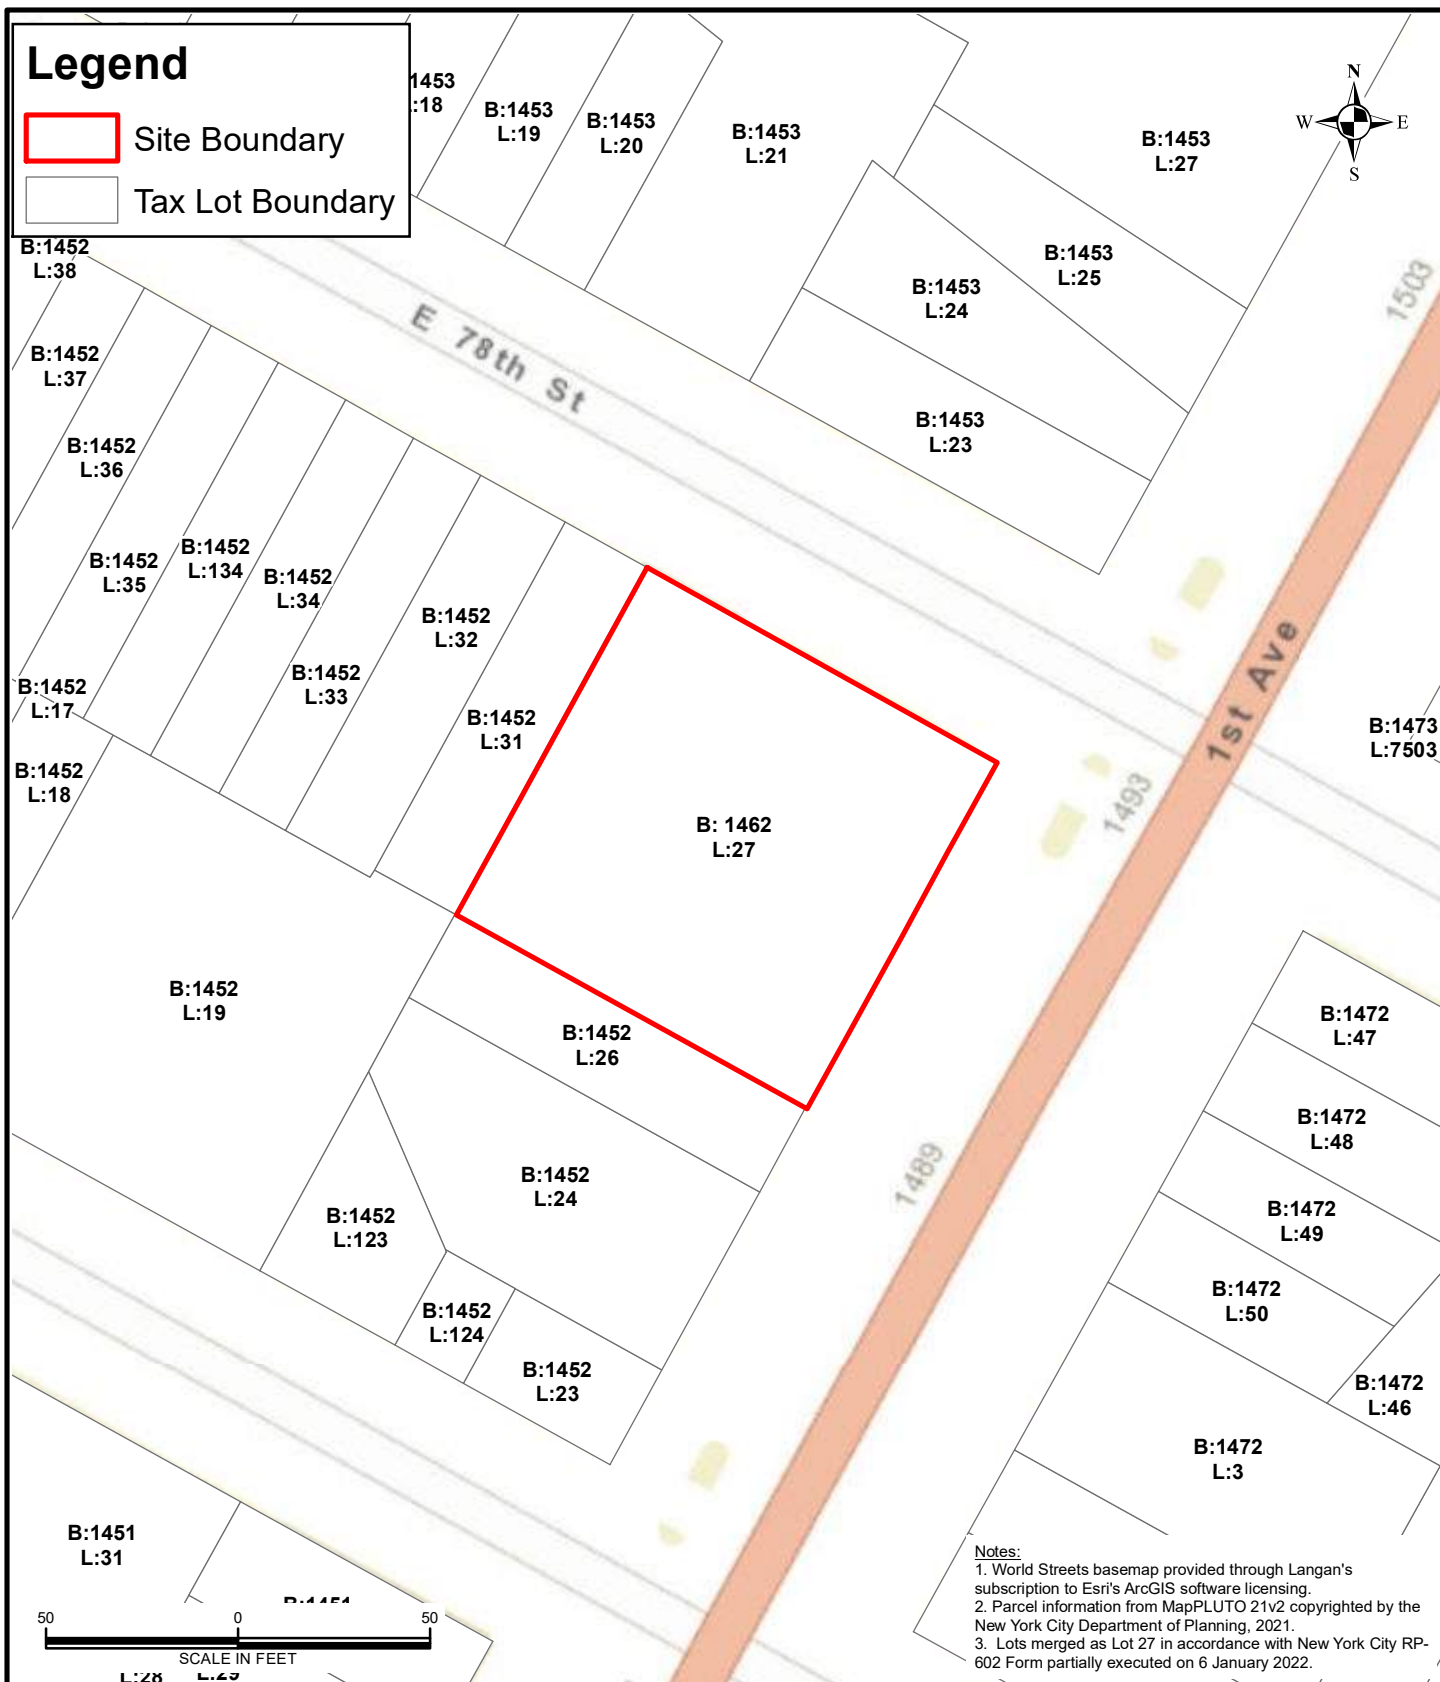 Legend
Site Boundary
Tax Lot Boundary
1453
:18
B:1453
L:19
B:1453
L:20
B:1453
L:21
B:1453
L:27
N
W
E
S
B:1453
L:25
B:1453
L:24
B:1453
L:23
1503
B:1452
L:38
B:1452
L:37
B:1452
L:36
B:1452
L:35
B:1452
L:134
B:1452
L:34
B:1452
L:33
B:1452
L:32
B:1452
L:31
B:1452
L:17
B:1452
L:18
E 78th St
1st Ave
B:1473
L:7503
1493
B: 1462
L:27
B:1452
L:19
B:1452
L:26
B:1452
L:24
B:1452
L:123
B:1452
L:124
B:1452
L:23
1489
B:1472
L:47
B:1472
L:48
B:1472
L:49
B:1472
L:50
B:1472
L:46
B:1472
L:3
B:1451
L:31
B:1451
L:28
L:29
50
0
50
SCALE IN FEET
Notes:
1. World Streets basemap provided through Langan's
subscription to Esri's ArcGIS software licensing.
2. Parcel information from MapPLUTO 21v2 copyrighted by the
New York City Department of Planning, 2021.
3. Lots merged as Lot 27 in accordance with New York City RP-
602 Form partially executed on 6 January 2022.